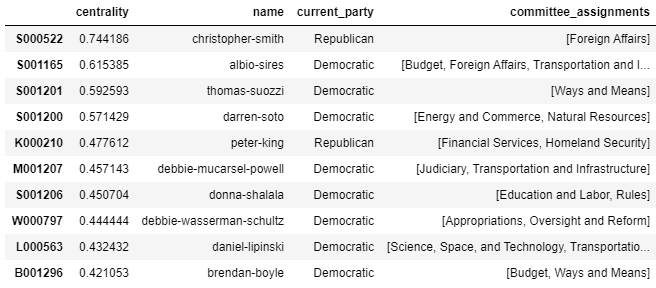 centrality name current_party committee_assignments
S000522 0.744186 christopher-smith Republican [Foreign Affairs]
S001165 0.615385 albio-sires Democratic [Budget, Foreign Affairs, Transportation and I...
S001201 0.592593 thomas-suozzi Democratic [Ways and Means]
S001200 0.571429 darren-soto Democratic [Energy and Commerce, Natural Resources]
K000210 0.477612 peter-king Republican [Financial Services, Homeland Security]
M001207 0.457143 debbie-mucarsel-powell Democratic [Judiciary, Transportation and Infrastructure]
S001206 0.450704 donna-shalala Democratic [Education and Labor, Rules]
W000797 0.444444 debbie-wasserman-schultz Democratic [Appropriations, Oversight and Reform]
L000563 0.432432 daniel-lipinski Democratic [Science, Space, and Technology, Transportatio...
B001296 0.421053 brendan-boyle Democratic [Budget, Ways and Means]